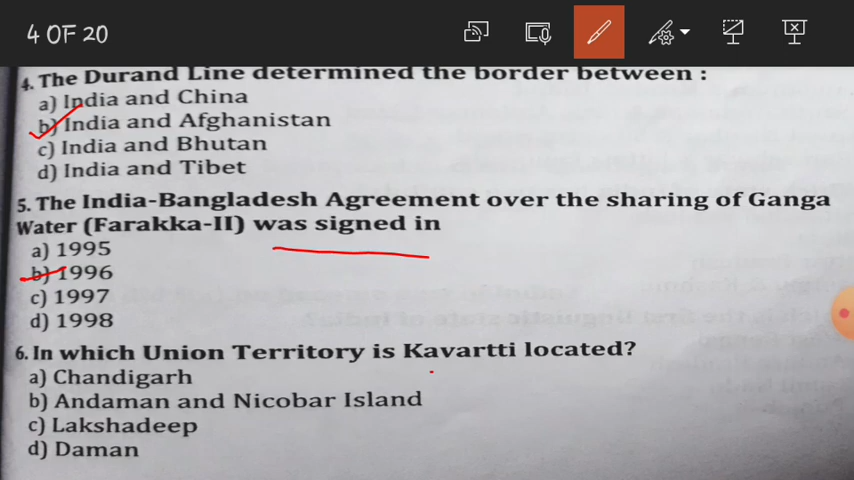 4 OF 20
4. The Durand Line determined the border between :
a) India and China
b) India and Afghanistan
c) India and Bhutan
d) India and Tibet
5. The India-Bangladesh Agreement over the sharing of Ganga
Water (Farakka-II) was signed in
a) 1995
b) 1996
c) 1997
d) 1998
6. In which Union Territory is Kavartti located?
a) Chandigarh
b) Andaman and Nicobar Island
c) Lakshadeep
d) Daman